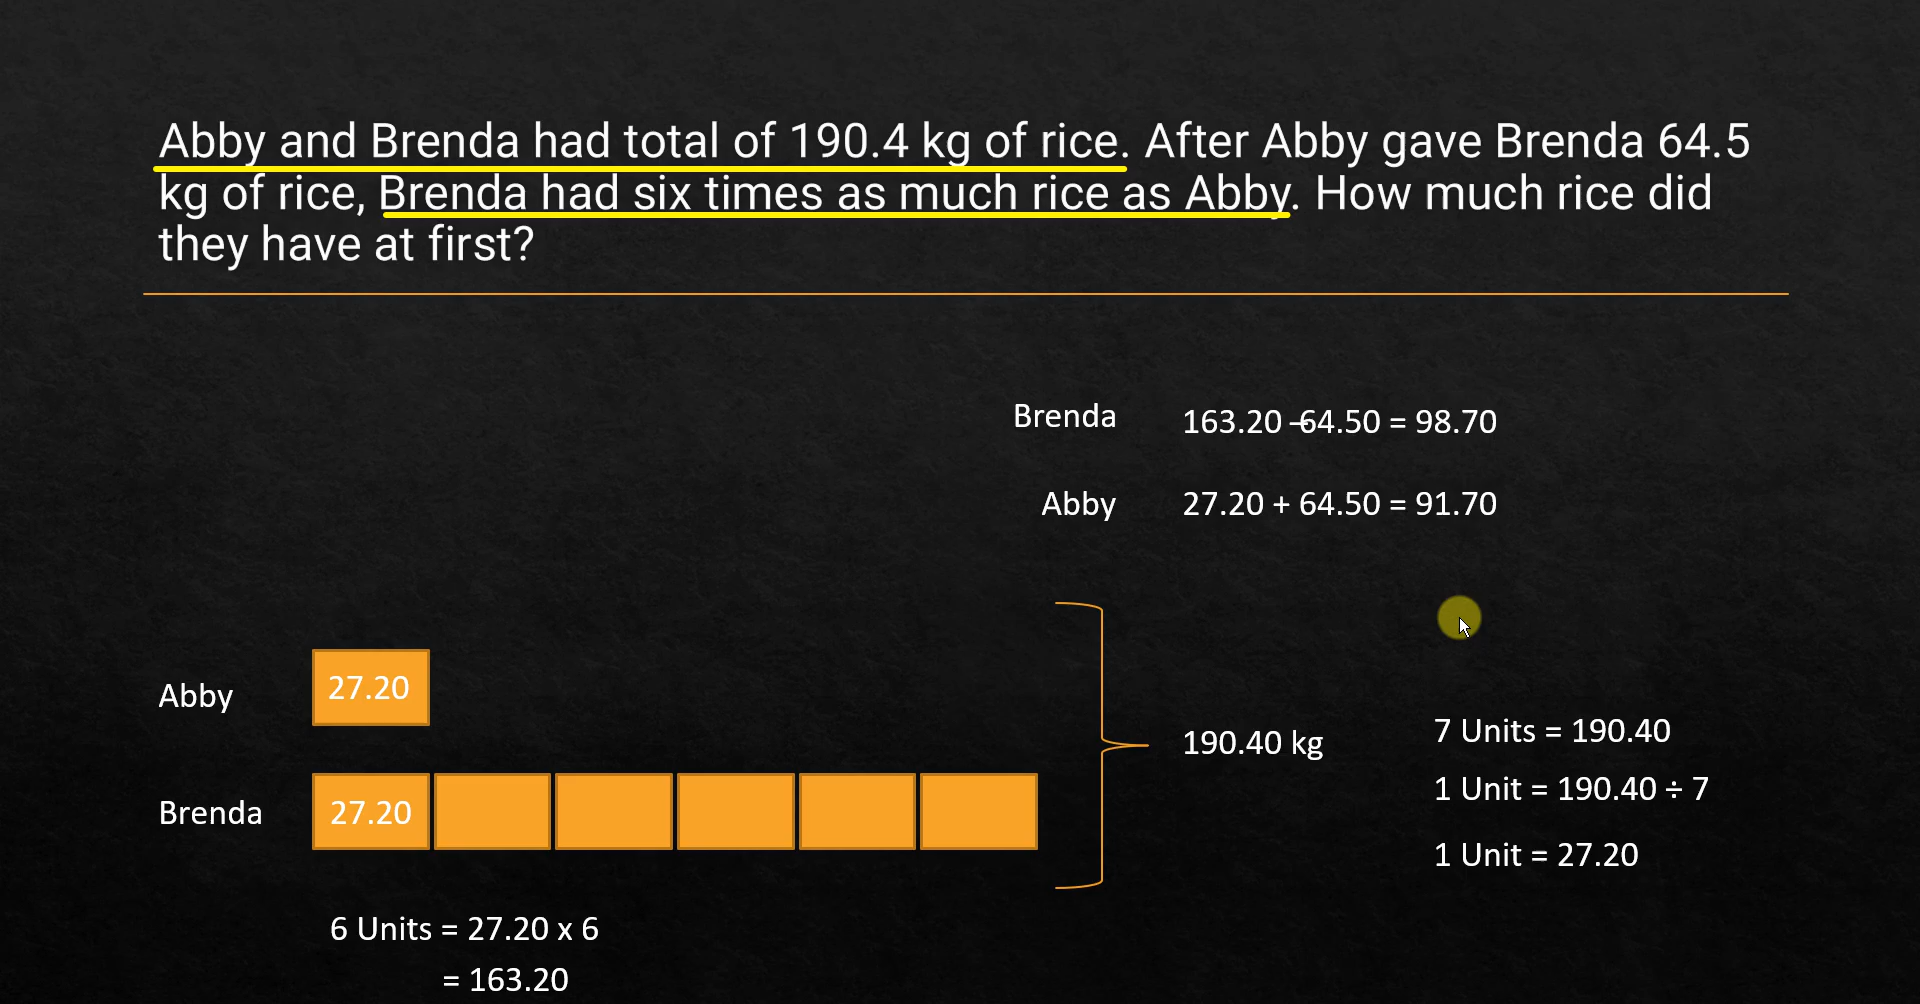 Abby and Brenda had total of 190.4 kg of rice. After Abby gave Brenda 64.5
kg of rice, Brenda had six times as much rice as Abby. How much rice did
they have at first?
Brenda 163.20 – 64.50 = 98.70
Abby 27.20 + 64.50 = 91.70
Abby 27.20
Brenda 27.20
190.40 kg
7 Units = 190.40
1 Unit = 190.40 ÷ 7
1 Unit = 27.20
6 Units = 27.20 x 6
= 163.20